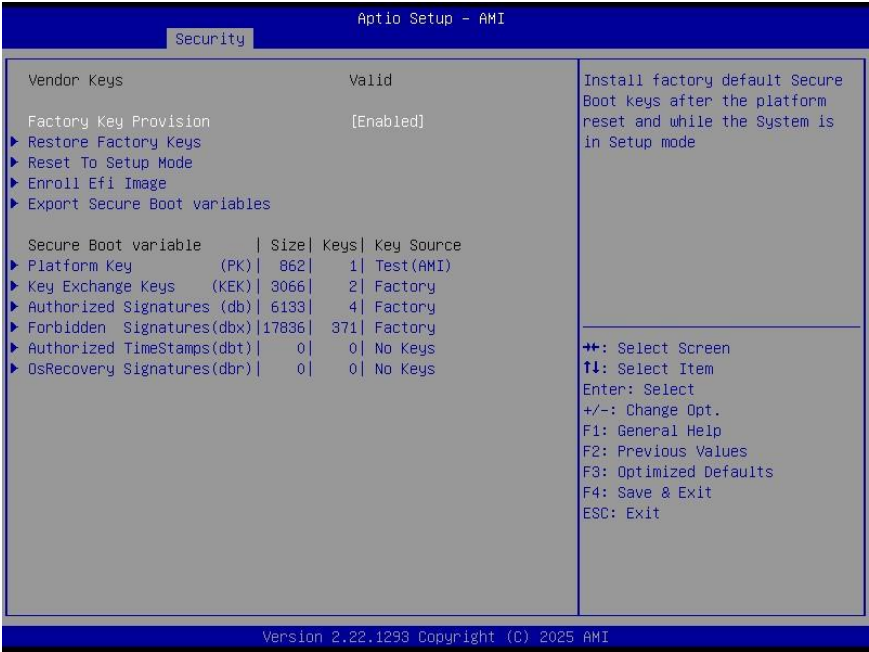 Aptio Setup - AMI
Security
Vendor Keys Valid
Factory Key Provision [Enabled]
Restore Factory Keys
Reset To Setup Mode
Enroll Efi Image
Export Secure Boot variables
Secure Boot variable | Size| Keys| Key Source
Platform Key (PK)| 862| 1| Test(AMI)
Key Exchange Keys (KEK)| 3066| 2| Factory
Authorized Signatures (db)| 6133| 4| Factory
Forbidden Signatures(dbx)|17836| 371| Factory
Authorized TimeStamps(dbt)| 0| 0| No Keys
OsRecovery Signatures(dbr)| 0| 0| No Keys
Install factory default Secure
Boot keys after the platform
reset and while the System is
in Setup mode
→←: Select Screen
↑↓: Select Item
Enter: Select
+/-: Change Opt.
F1: General Help
F2: Previous Values
F3: Optimized Defaults
F4: Save & Exit
ESC: Exit
Version 2.22.1293 Copyright (C) 2025 AMI